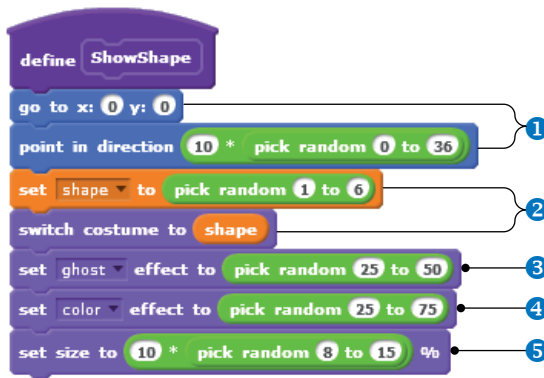 define ShowShape
go to x: 0 y: 0
1
point in direction 10 * pick random 0 to 36
set shape to pick random 1 to 6
2
switch costume to shape
set ghost effect to pick random 25 to 50
3
set color effect to pick random 25 to 75
4
set size to 10 * pick random 8 to 15 %
5